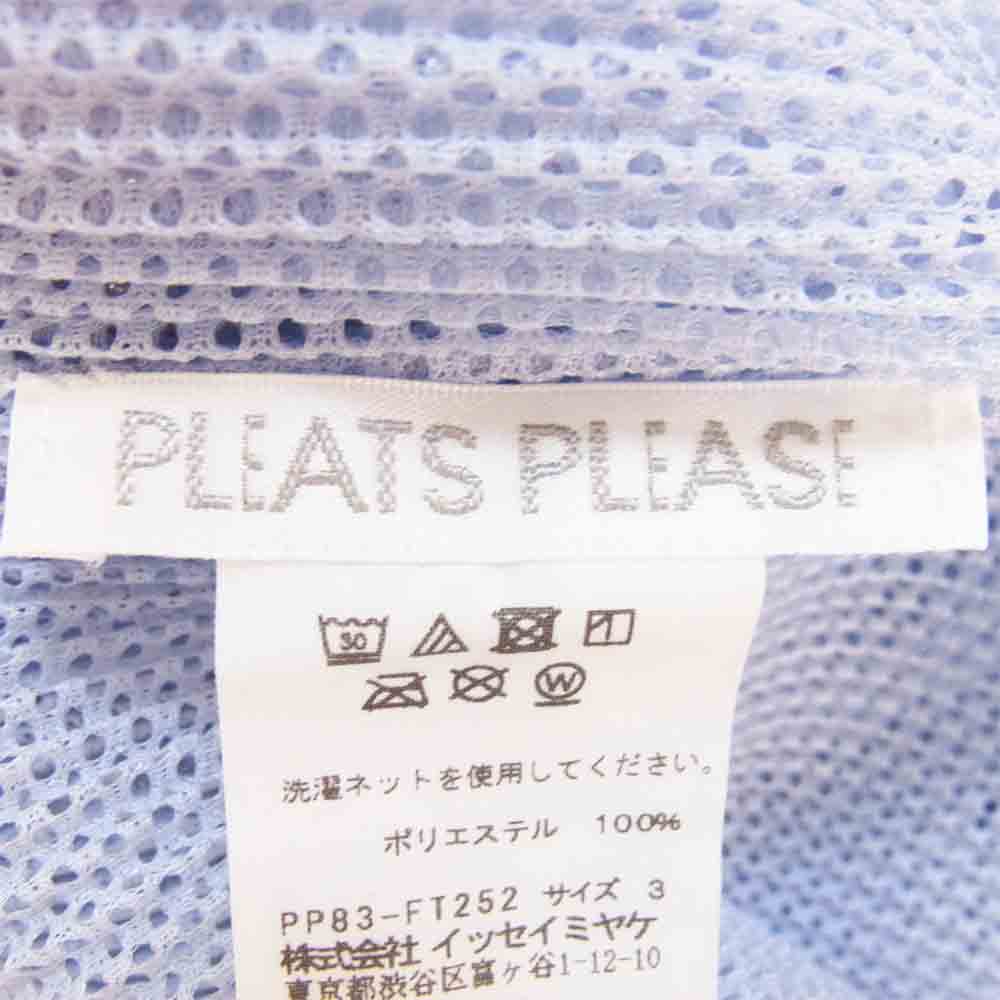 PLEATS PLEASE
30
W
洗濯ネットを使用してください。
ポリエステル 100%
PP83-FT252 サイズ 3
株式会社 イッセイミヤケ
東京都渋谷区富ヶ谷1-12-10